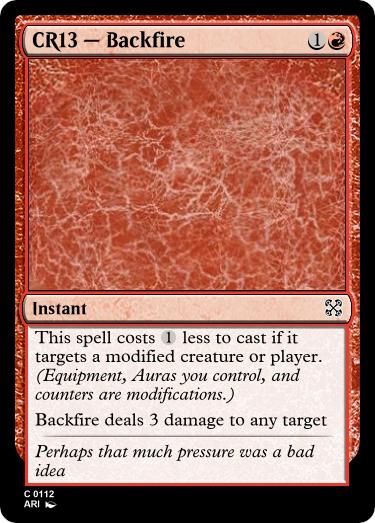 CR13 — Backfire
1
Instant
This spell costs 1 less to cast if it
targets a modified creature or player.
(Equipment, Auras you control, and
counters are modifications.)
Backfire deals 3 damage to any target
Perhaps that much pressure was a bad
idea
C 0112
ARI